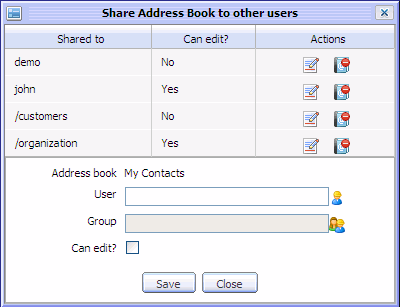 Share Address Book to other users
Shared to Can edit? Actions
demo No
john Yes
/customers No
/organization Yes
Address book My Contacts
User
Group
Can edit?
Save Close